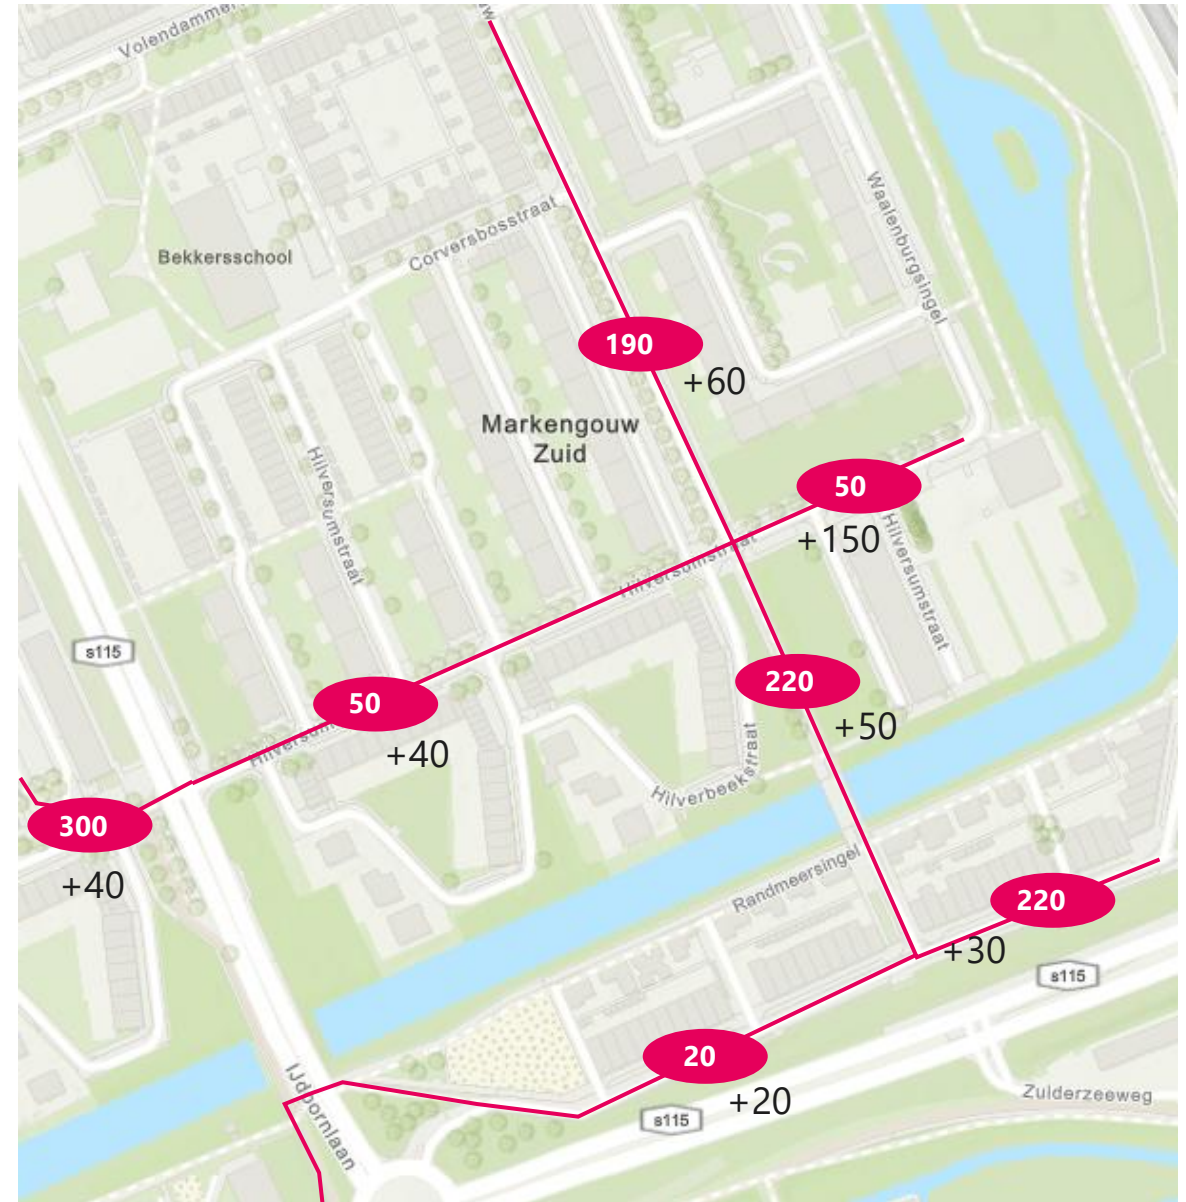 Volendammer
Corversbosstraat
Bekkersschool
Waalenburgsingel
190
+60
Markengouw
Zuid
Hilversumstraat
50
+150
Hilversumstraat
Hilversumstraat
s115
220
+50
50
+40
Hilversum
Hilverbeekstraat
300
+40
Randmeersingel
220
+30
s115
20
+20
IJdoornlaan
s115
Zuiderzeeweg